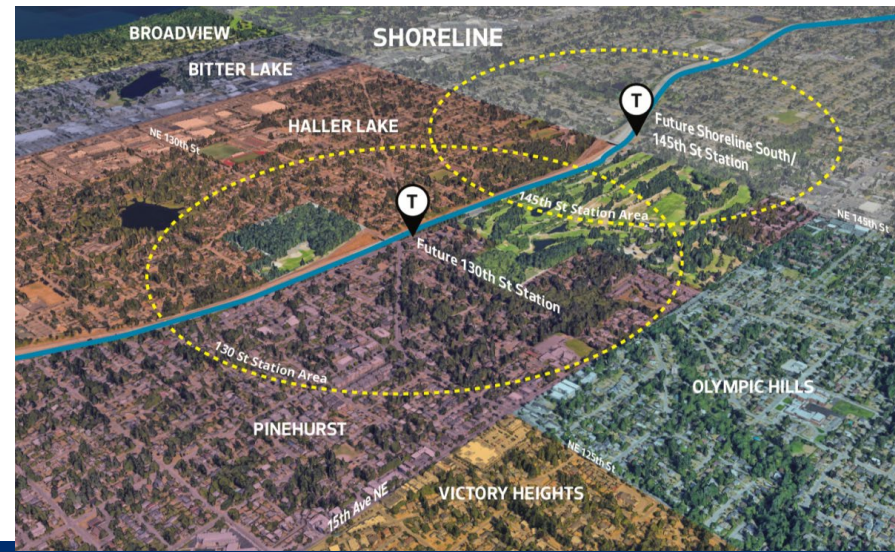 BROADVIEW
SHORELINE
BITTER LAKE
HALLER LAKE
NE 130th St
T
Future Shoreline South/
145th St Station
145th St Station Area
NE 145th St
T
Future 130th St Station
130 St Station Area
OLYMPIC HILLS
PINEHURST
NE 125th St
VICTORY HEIGHTS
15th Ave NE